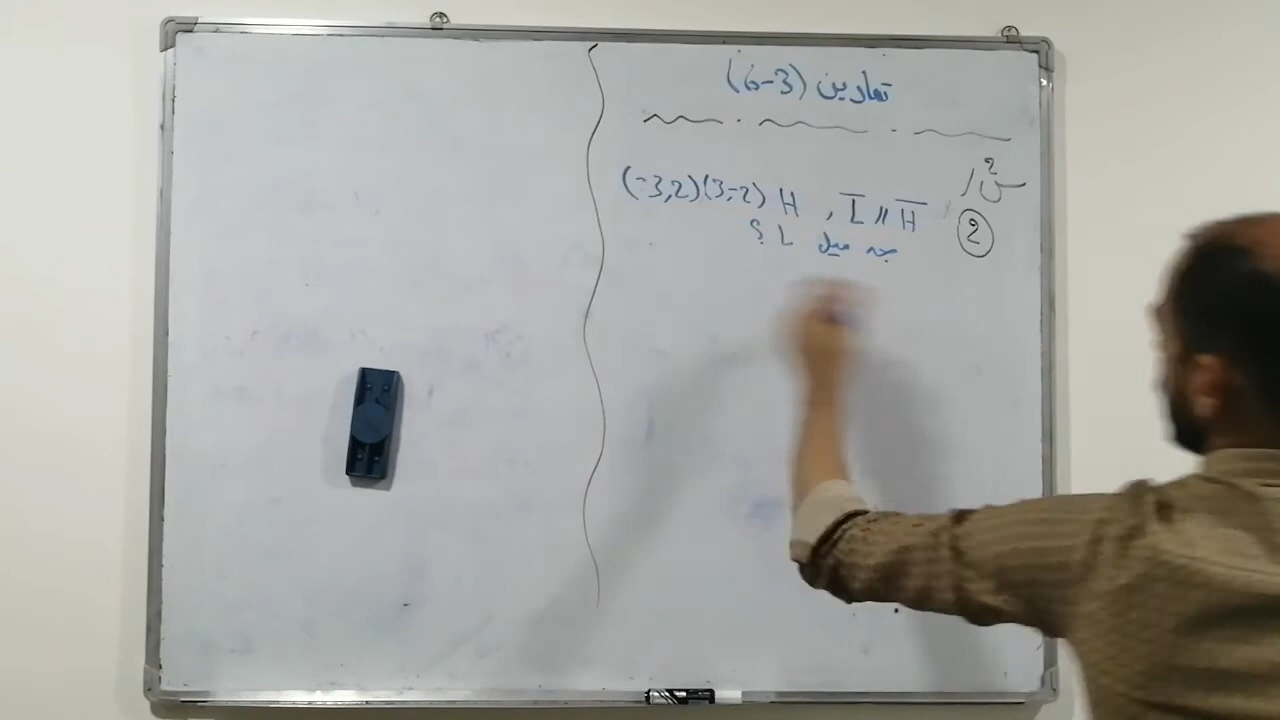 تمارين (3-6)
س2/
② L̅ // H̅ , H (3,-2)(-3,2)
جد ميل L ؟